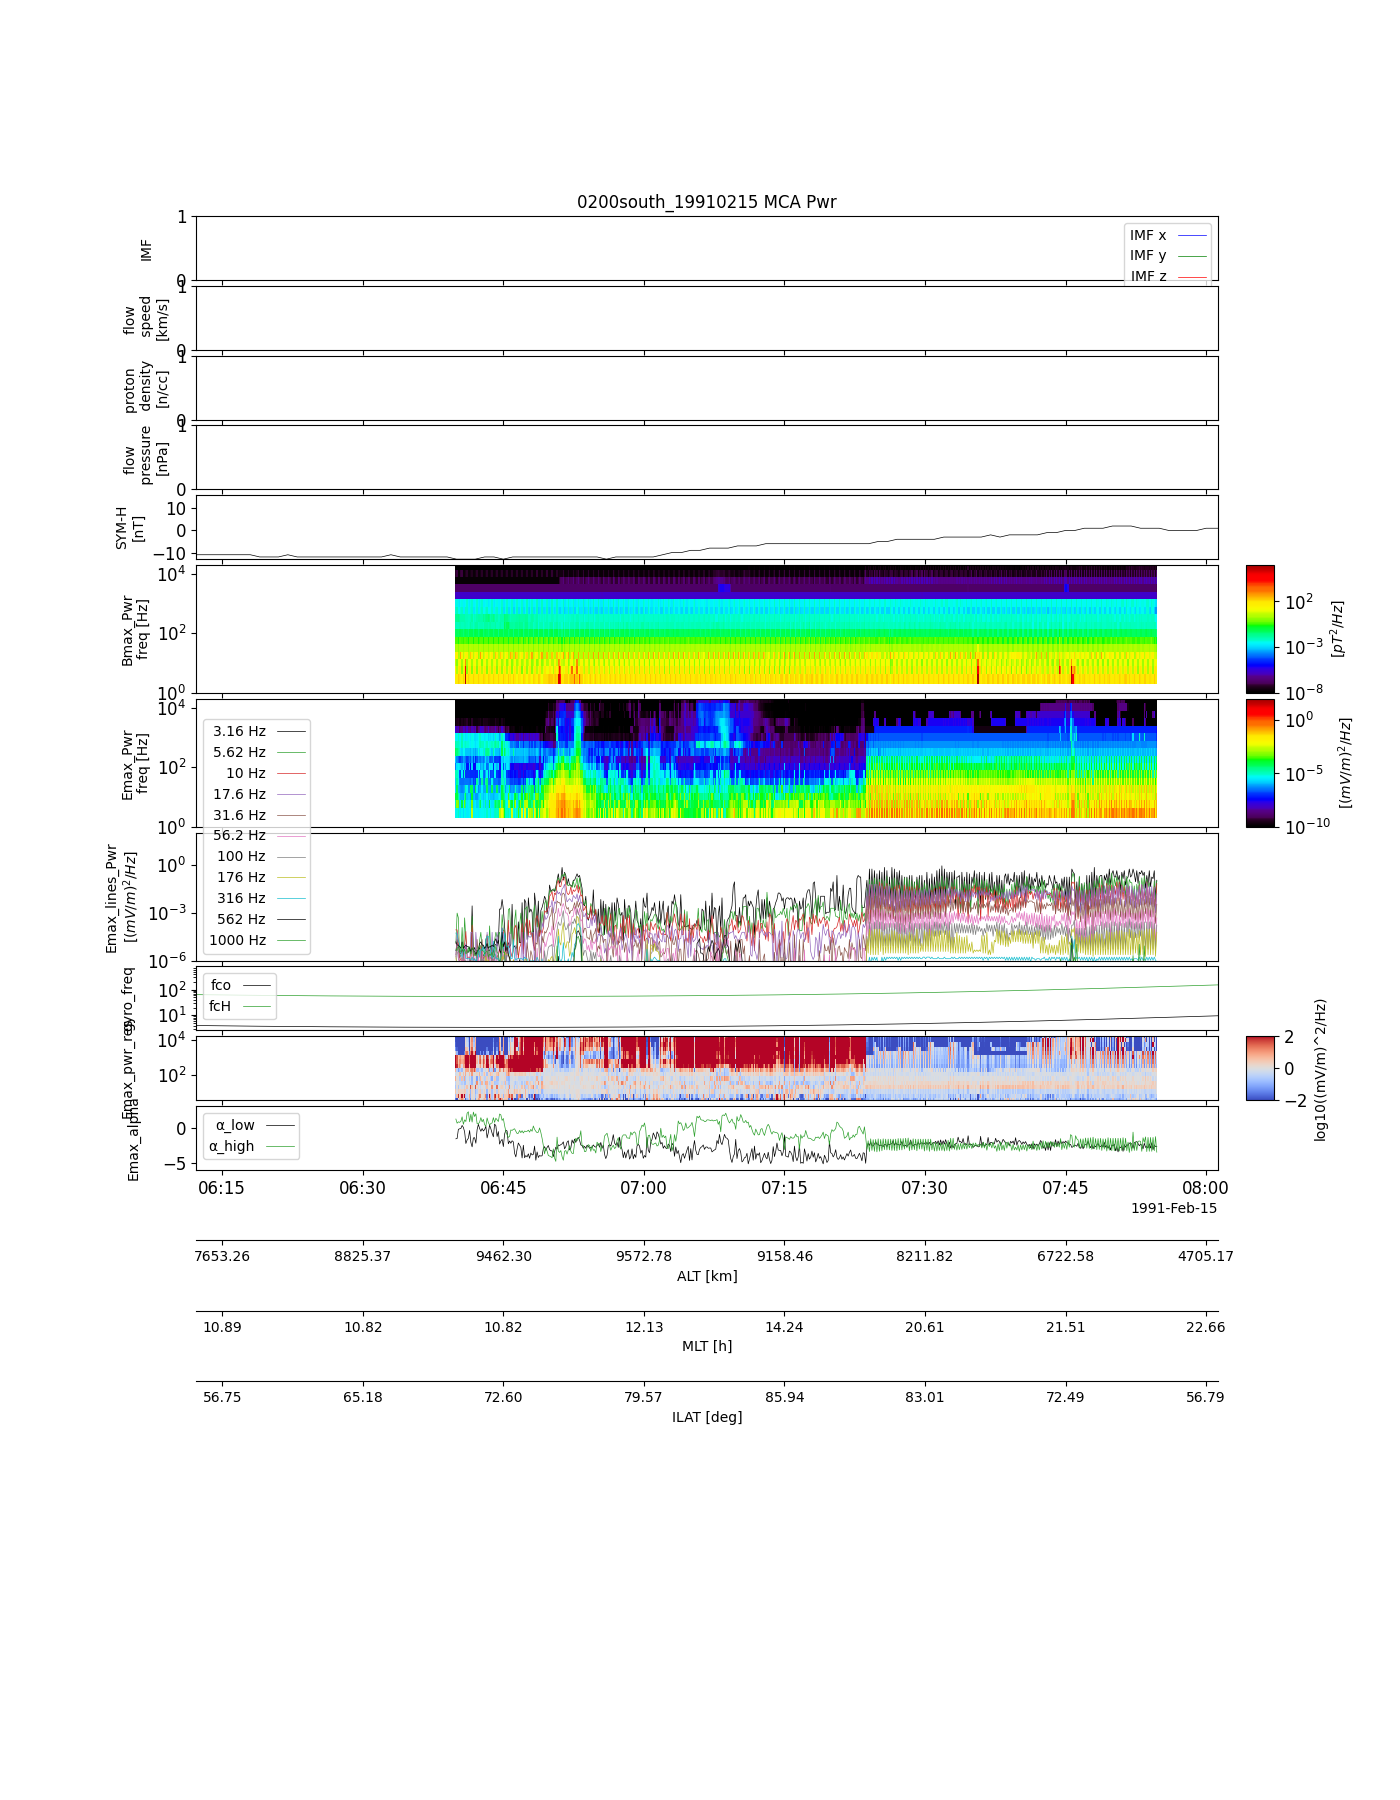 0200south_19910215 MCA Pwr
1
0
IMF
IMF x
IMF y
IMF z
1
0
flow
speed
[km/s]
1
0
proton
density
[n/cc]
1
0
flow
pressure
[nPa]
10
0
−10
SYM-H
[nT]
10^4
10^2
10^0
Bmax_Pwr
freq [Hz]
10^2
10^−3
10^−8
[pT^2/Hz]
10^4
10^2
10^0
Emax_Pwr
freq [Hz]
10^0
10^−5
10^−10
[(mV/m)^2/Hz]
3.16 Hz
5.62 Hz
10 Hz
17.6 Hz
31.6 Hz
56.2 Hz
100 Hz
176 Hz
316 Hz
562 Hz
1000 Hz
10^0
10^−3
10^−6
Emax_lines_Pwr
[(mV/m)^2/Hz]
10^2
10^1
fco
fcH
10^4
10^2
Emax_pwr_reg
2
0
−2
log10((mV/m)^2/Hz)
0
−5
Emax_alpha
α_low
α_high
06:15 06:30 06:45 07:00 07:15 07:30 07:45 08:00
1991-Feb-15
7653.26 8825.37 9462.30 9572.78 9158.46 8211.82 6722.58 4705.17
ALT [km]
10.89 10.82 10.82 12.13 14.24 20.61 21.51 22.66
MLT [h]
56.75 65.18 72.60 79.57 85.94 83.01 72.49 56.79
ILAT [deg]